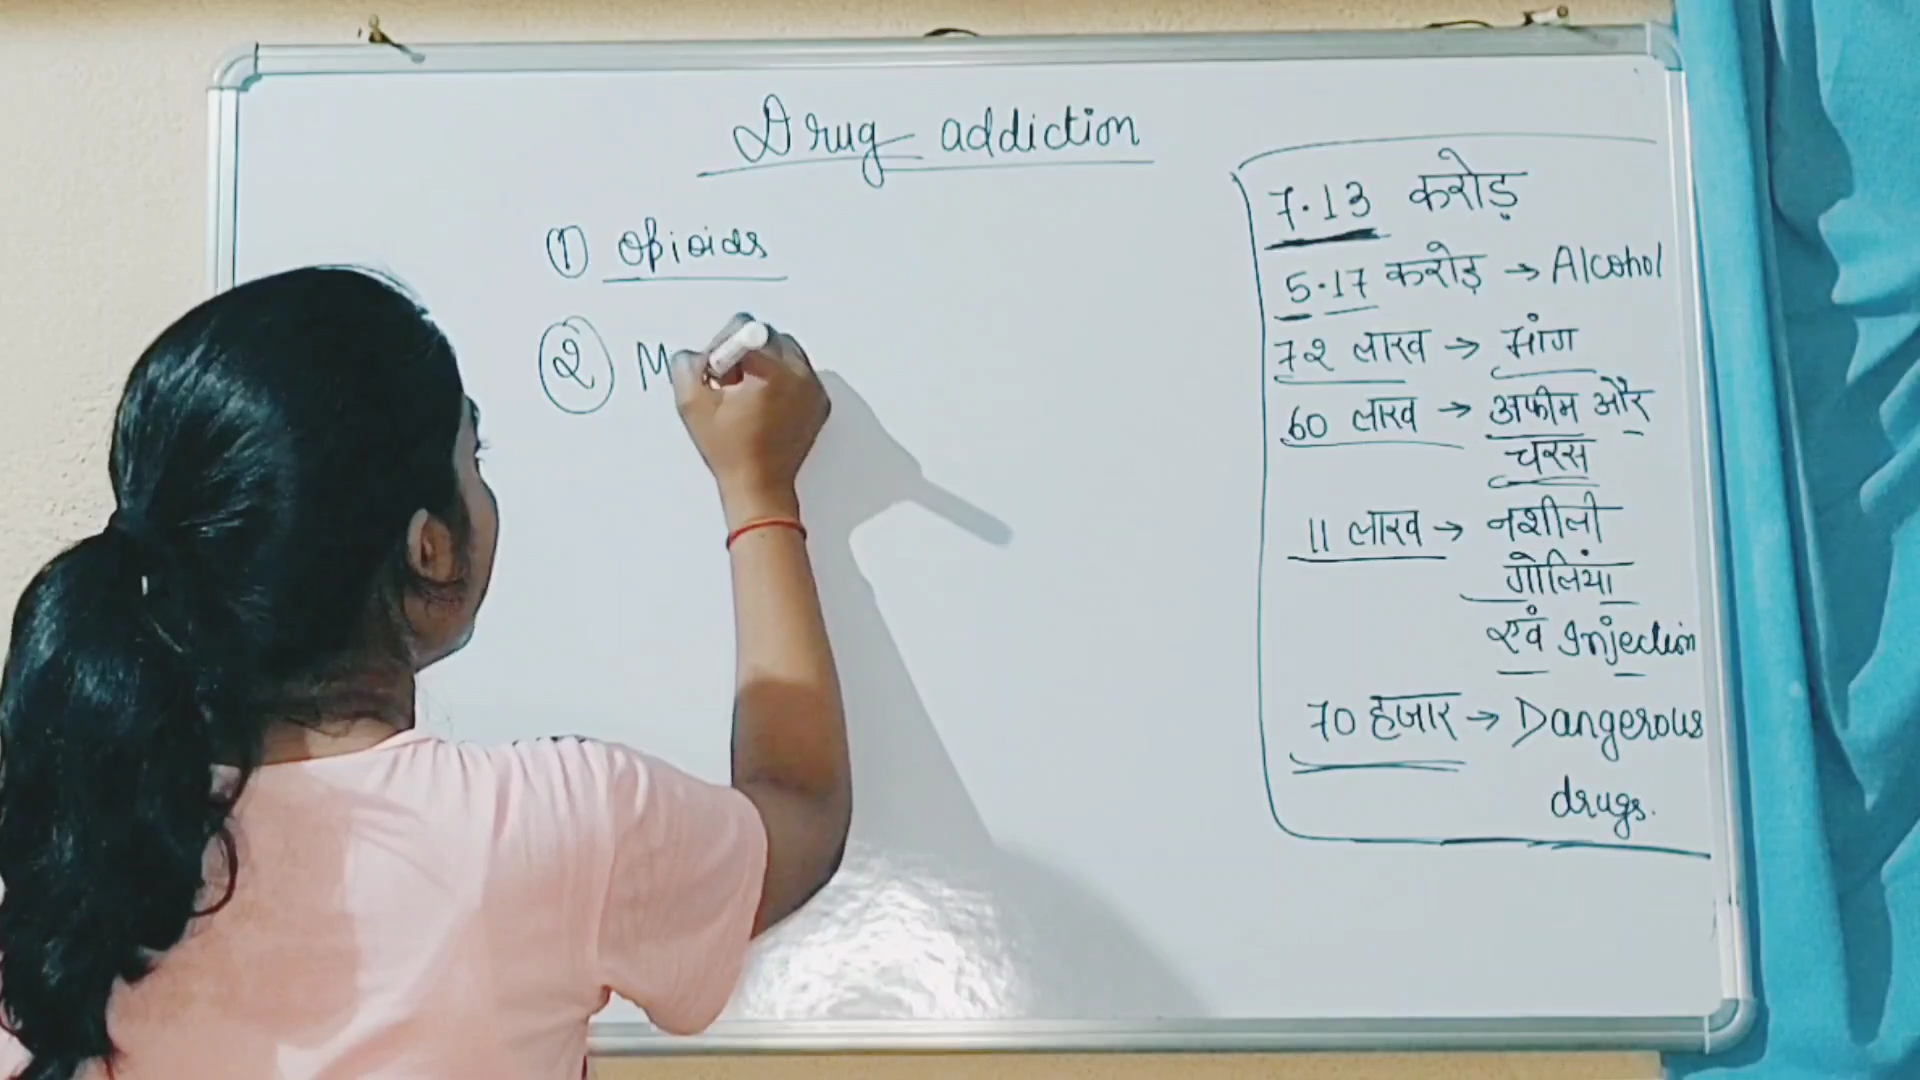 Drug addiction
① opioids
② M
7.13 करोड़
5.17 करोड़ → Alcohol
72 लाख → भांग
60 लाख → अफीम और
चरस
11 लाख → नशीली
गोलियां
एवं Injection
70 हजार → Dangerous
drugs.